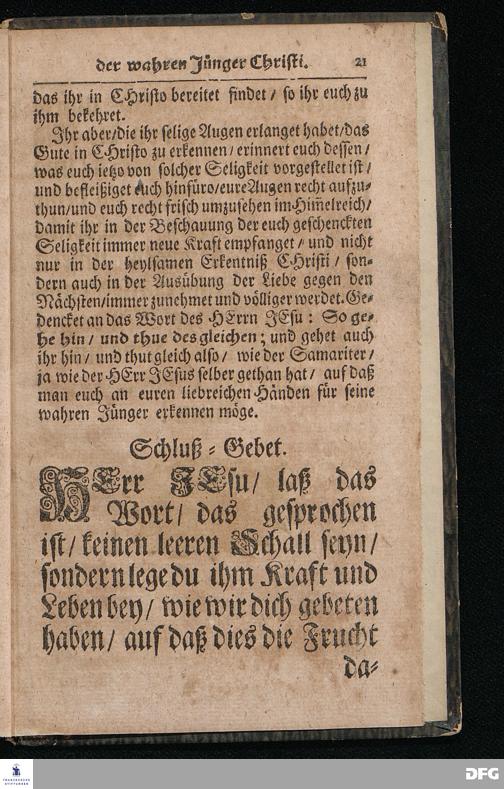 der wahren Jünger Christi. 21
das ihr in CHristo bereitet findet / so ihr euch zu
ihm bekehret.
Ihr aber/die ihr selige Augen erlanget habet/das
Gute in CHristo zu erkennen / erinnert euch dessen /
was euch ietzo von solcher Seligkeit vorgestellet ist /
und befleißiget euch hinfüro/eure Augen recht aufzu-
thun/und euch recht frisch umzusehen im Him̃elreich/
damit ihr in der Beschauung der euch geschenckten
Seligkeit immer neue Kraft empfanget / und nicht
nur in der heylsamen Erkentniß CHristi / son-
dern auch in der Ausübung der Liebe gegen den
Nächsten/immer zunehmet und völliger werdet. Ge-
dencket an das Wort des HErrn JEsu: So ge-
he hin / und thue desgleichen; und gehet auch
ihr hin / und thut gleich also / wie der Samariter /
ja wie der HErr JEsus selber gethan hat / auf daß
man euch an euren liebreichen Händen für seine
wahren Jünger erkennen möge.
Schluß-Gebet.
HErr JEsu/ laß das
Wort/ das gesprochen
ist/ keinen leeren Schall seyn/
sondern lege du ihm Kraft und
Leben bey/ wie wir dich gebeten
haben/ auf daß dies die Frucht
da-
FRANCKESCHE
STIFTUNGEN
DFG